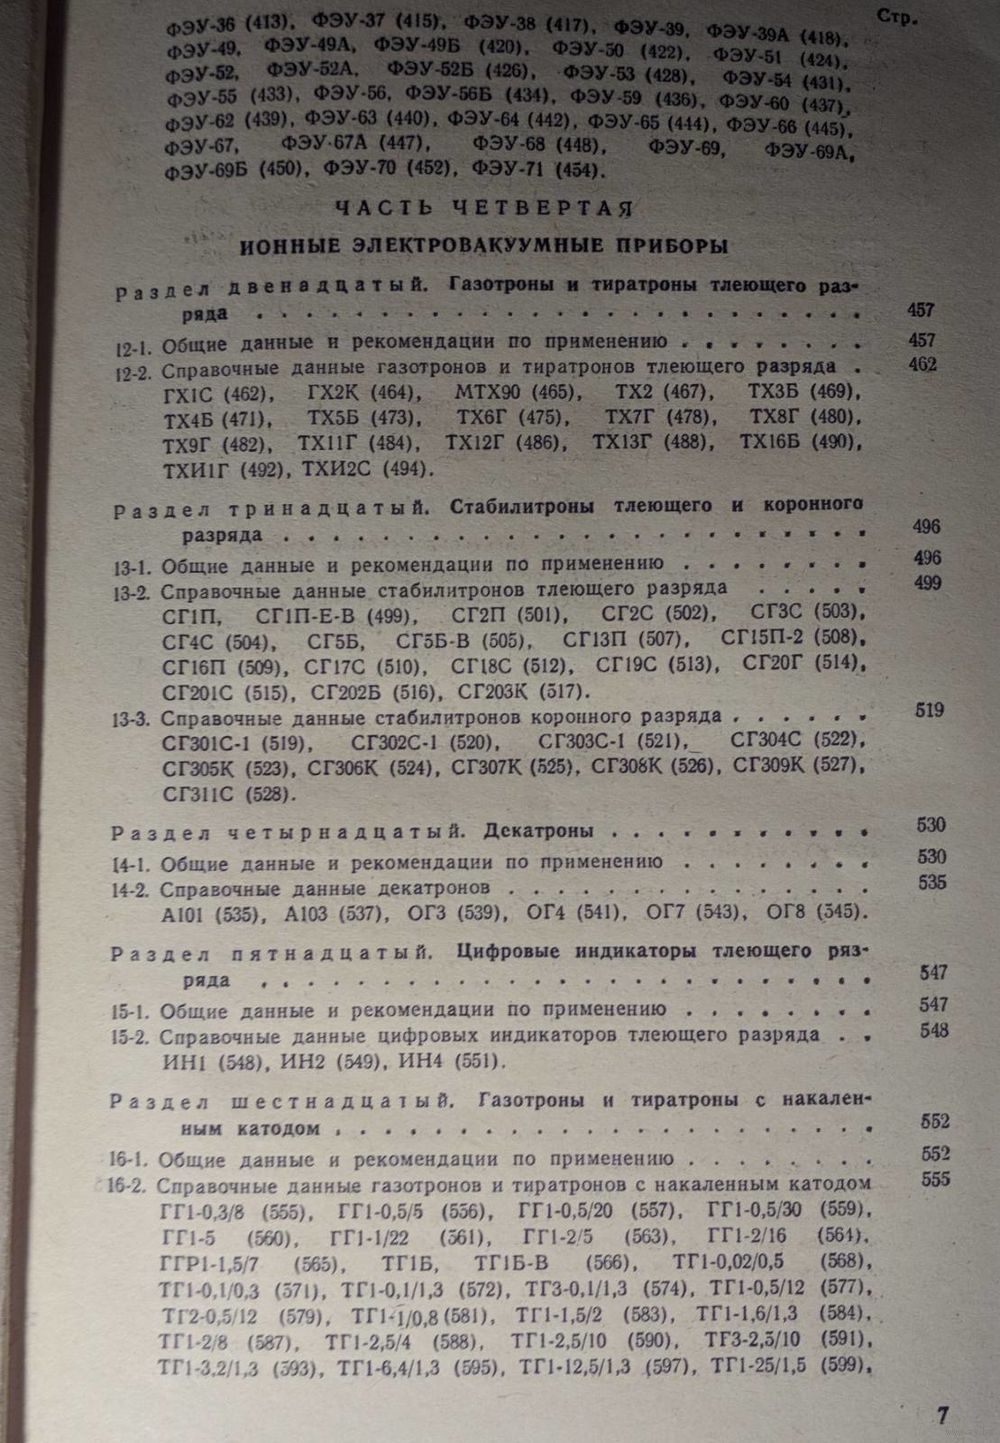 Стр.
ФЭУ-36 (413), ФЭУ-37 (415), ФЭУ-38 (417), ФЭУ-39, ФЭУ-39А (418),
ФЭУ-49, ФЭУ-49А, ФЭУ-49Б (420), ФЭУ-50 (422), ФЭУ-51 (424),
ФЭУ-52, ФЭУ-52А, ФЭУ-52Б (426), ФЭУ-53 (428), ФЭУ-54 (431),
ФЭУ-55 (433), ФЭУ-56, ФЭУ-56Б (434), ФЭУ-59 (436), ФЭУ-60 (437),
ФЭУ-62 (439), ФЭУ-63 (440), ФЭУ-64 (442), ФЭУ-65 (444), ФЭУ-66 (445),
ФЭУ-67, ФЭУ-67А (447), ФЭУ-68 (448), ФЭУ-69, ФЭУ-69А,
ФЭУ-69Б (450), ФЭУ-70 (452), ФЭУ-71 (454).
ЧАСТЬ ЧЕТВЕРТАЯ
ИОННЫЕ ЭЛЕКТРОВАКУУМНЫЕ ПРИБОРЫ
Раздел двенадцатый. Газотроны и тиратроны тлеющего раз-
ряда . . . . . . . . . . . . . . . . . . . . . . . . 457
12-1. Общие данные и рекомендации по применению . . . . . . . . 457
12-2. Справочные данные газотронов и тиратронов тлеющего разряда . 462
ГХ1С (462), ГХ2К (464), МТХ90 (465), ТХ2 (467), ТХ3Б (469),
ТХ4Б (471), ТХ5Б (473), ТХ6Г (475), ТХ7Г (478), ТХ8Г (480),
ТХ9Г (482), ТХ11Г (484), ТХ12Г (486), ТХ13Г (488), ТХ16Б (490),
ТХИ1Г (492), ТХИ2С (494).
Раздел тринадцатый. Стабилитроны тлеющего и коронного
разряда . . . . . . . . . . . . . . . . . . . . . . . . 496
13-1. Общие данные и рекомендации по применению . . . . . . . . 496
13-2. Справочные данные стабилитронов тлеющего разряда . . . . . 499
СГ1П, СГ1П-Е-В (499), СГ2П (501), СГ2С (502), СГ3С (503),
СГ4С (504), СГ5Б, СГ5Б-В (505), СГ13П (507), СГ15П-2 (508),
СГ16П (509), СГ17С (510), СГ18С (512), СГ19С (513), СГ20Г (514),
СГ201С (515), СГ202Б (516), СГ203К (517).
13-3. Справочные данные стабилитронов коронного разряда . . . . . . 519
СГ301С-1 (519), СГ302С-1 (520), СГ303С-1 (521), СГ304С (522),
СГ305К (523), СГ306К (524), СГ307К (525), СГ308К (526), СГ309К (527),
СГ311С (528).
Раздел четырнадцатый. Декатроны . . . . . . . . . . . 530
14-1. Общие данные и рекомендации по применению . . . . . . . . 530
14-2. Справочные данные декатронов . . . . . . . . . . . . . . . 535
А101 (535), А103 (537), ОГ3 (539), ОГ4 (541), ОГ7 (543), ОГ8 (545).
Раздел пятнадцатый. Цифровые индикаторы тлеющего ряз-
ряда . . . . . . . . . . . . . . . . . . . . . . . . 547
15-1. Общие данные и рекомендации по применению . . . . . . . . 547
15-2. Справочные данные цифровых индикаторов тлеющего разряда . . 548
ИН1 (548), ИН2 (549), ИН4 (551).
Раздел шестнадцатый. Газотроны и тиратроны с накален-
ным катодом . . . . . . . . . . . . . . . . . . . . . . 552
16-1. Общие данные и рекомендации по применению . . . . . . . . 552
16-2. Справочные данные газотронов и тиратронов с накаленным катодом 555
ГГ1-0,3/8 (555), ГГ1-0,5/5 (556), ГГ1-0,5/20 (557), ГГ1-0,5/30 (559),
ГГ1-5 (560), ГГ1-1/22 (561), ГГ1-2/5 (563), ГГ1-2/16 (564),
ГГР1-1,5/7 (565), ТГ1Б, ТГ1Б-В (566), ТГ1-0,02/0,5 (568),
ТГ1-0,1/0,3 (571), ТГ1-0,1/1,3 (572), ТГ3-0,1/1,3 (574), ТГ1-0,5/12 (577),
ТГ2-0,5/12 (579), ТГ1-1/0,8 (581), ТГ1-1,5/2 (583), ТГ1-1,6/1,3 (584),
ТГ1-2/8 (587), ТГ1-2,5/4 (588), ТГ1-2,5/10 (590), ТГ3-2,5/10 (591),
ТГ1-3,2/1,3 (593), ТГ1-6,4/1,3 (595), ТГ1-12,5/1,3 (597), ТГ1-25/1,5 (599),
7